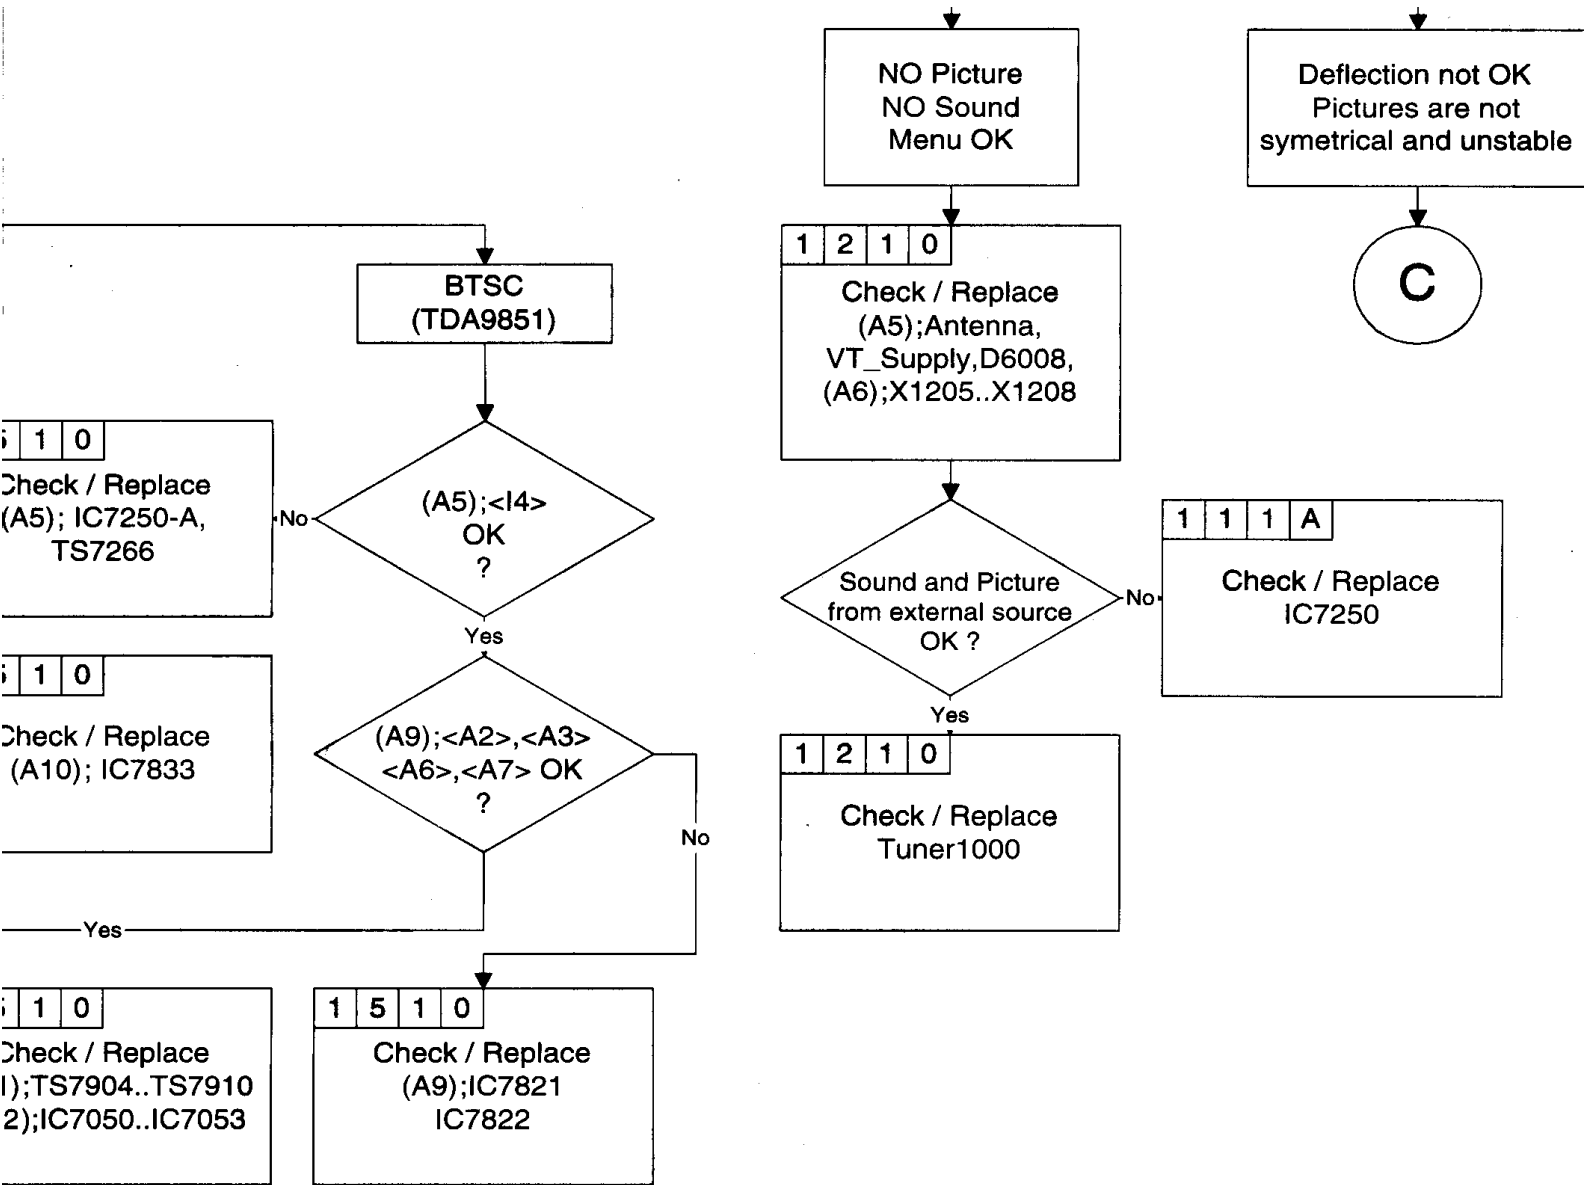 NO Picture
NO Sound
Menu OK
Deflection not OK
Pictures are not
symetrical and unstable
C
1 2 1 0
Check / Replace
(A5);Antenna,
VT_Supply,D6008,
(A6);X1205..X1208
Sound and Picture
from external source
OK ?
No
1 1 1 A
Check / Replace
IC7250
Yes
1 2 1 0
Check / Replace
Tuner1000
BTSC
(TDA9851)
(A5);<I4>
OK
?
No
1 0
Check / Replace
(A5); IC7250-A,
TS7266
Yes
(A9);<A2>,<A3>
<A6>,<A7> OK
?
No
Yes
1 0
Check / Replace
(A10); IC7833
1 0
Check / Replace
);TS7904..TS7910
2);IC7050..IC7053
1 5 1 0
Check / Replace
(A9);IC7821
IC7822